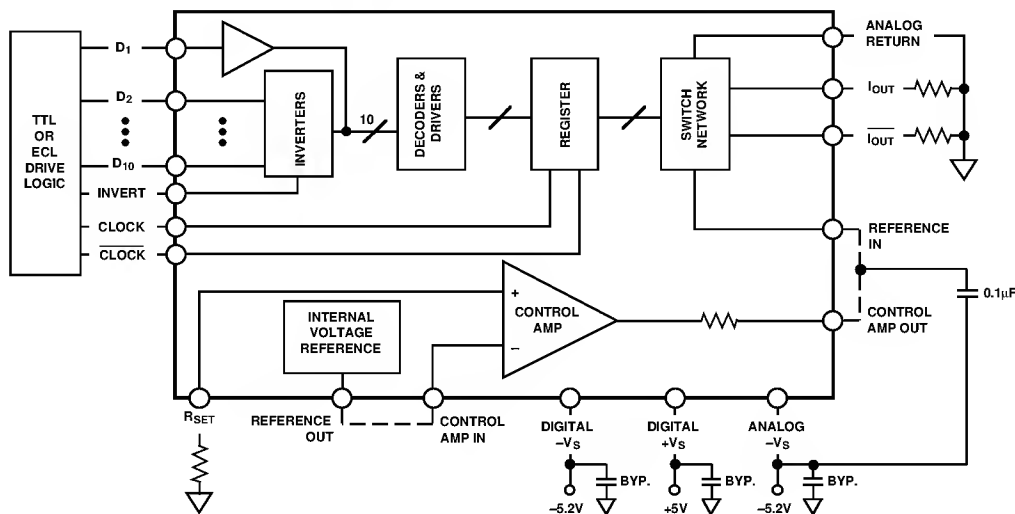 TTL
OR
ECL
DRIVE
LOGIC
D1
D2
D10
INVERT
CLOCK
CLOCK
INVERTERS
10
DECODERS &
DRIVERS
REGISTER
SWITCH
NETWORK
ANALOG
RETURN
IOUT
IOUT
REFERENCE
IN
0.1μF
CONTROL
AMP OUT
+
CONTROL
AMP
–
INTERNAL
VOLTAGE
REFERENCE
RSET
REFERENCE
OUT
CONTROL
AMP IN
DIGITAL
–VS
DIGITAL
+VS
ANALOG
–VS
BYP.
BYP.
BYP.
–5.2V
+5V
–5.2V